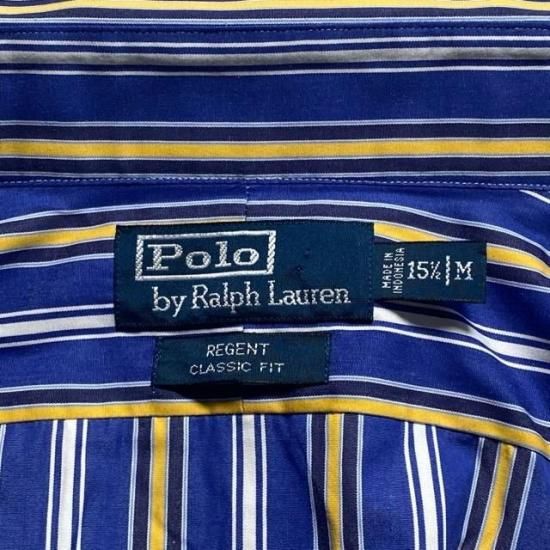 Polo
by Ralph Lauren
MADE IN
INDONESIA
15½ M
REGENT
CLASSIC FIT